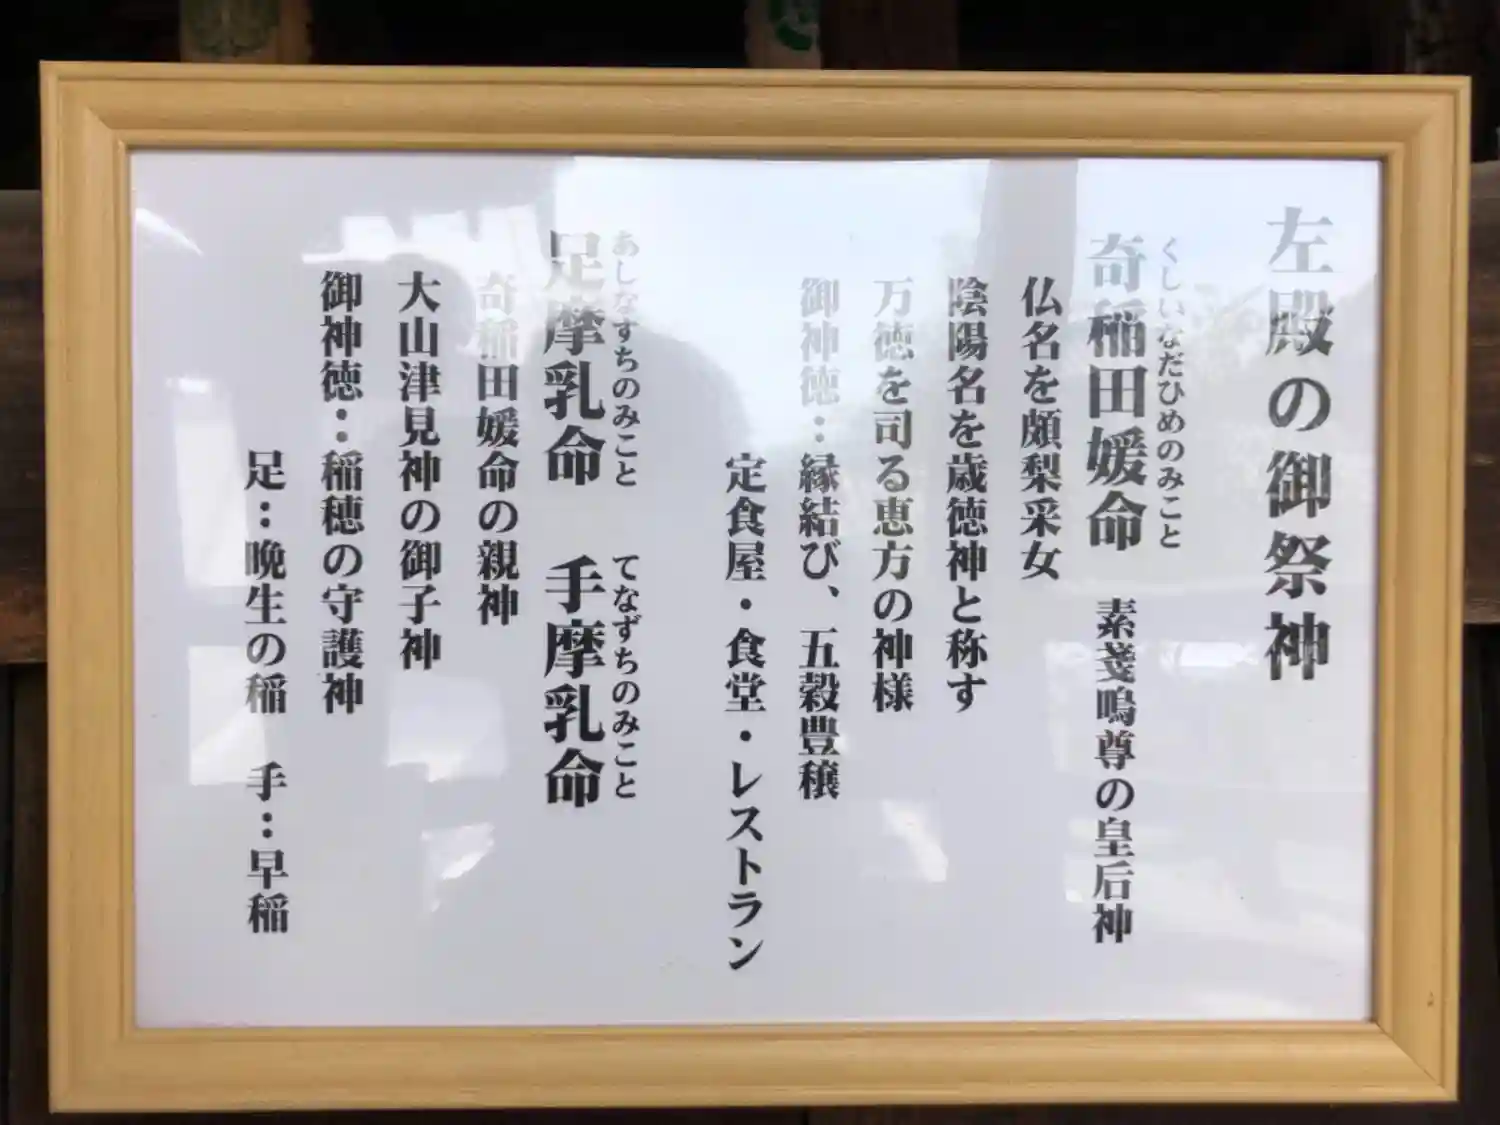 左殿の御祭神
くしいなだひめのみこと
奇稲田媛命　素戔嗚尊の皇后神
仏名を頗梨采女
陰陽名を歳徳神と称す
万徳を司る恵方の神様
御神徳：縁結び、五穀豊穣
定食屋・食堂・レストラン
あしなすちのみこと　てなずちのみこと
足摩乳命　手摩乳命
奇稲田媛命の親神
大山津見神の御子神
御神徳：稲穂の守護神
足：晩生の稲　手：早稲